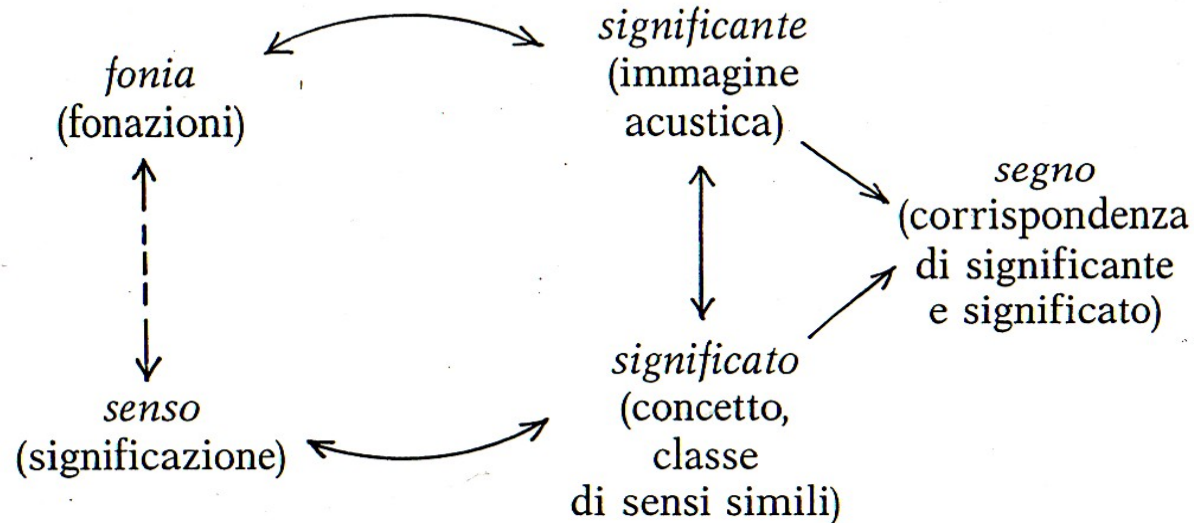 fonia
(fonazioni)
significante
(immagine
acustica)
segno
(corrispondenza
di significante
e significato)
senso
(significazione)
significato
(concetto,
classe
di sensi simili)